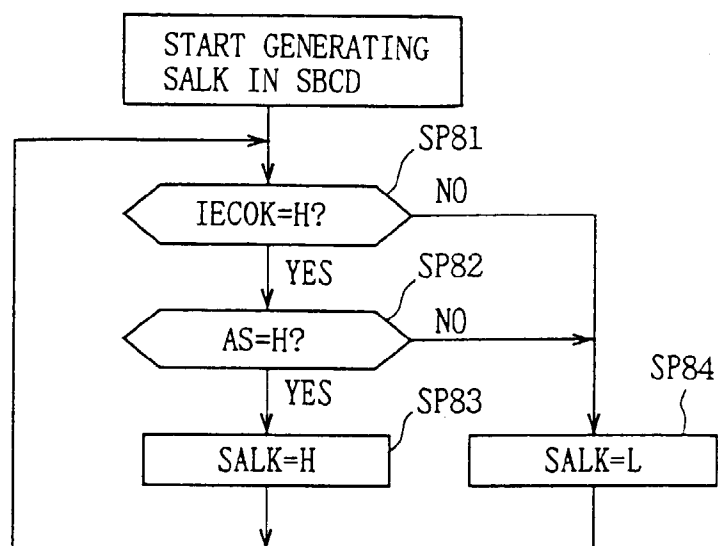 START GENERATING
SALK IN SBCD
SP81
IECOK=H?
NO
YES
SP82
AS=H?
NO
YES
SP83
SALK=H
SP84
SALK=L